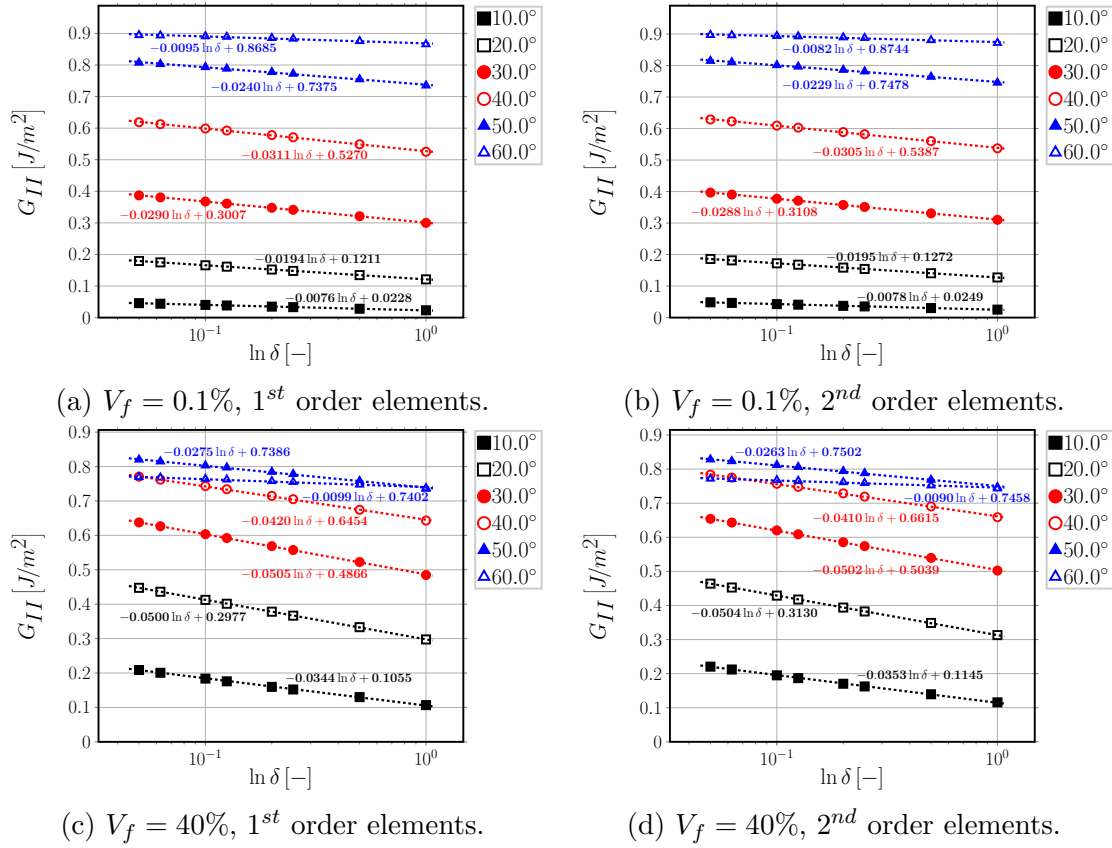 0.9
0.8
0.7
0.6
0.5
0.4
0.3
0.2
0.1
0
G_{II} [J/m^2]
−0.0095 ln δ + 0.8685
−0.0240 ln δ + 0.7375
−0.0311 ln δ + 0.5270
−0.0290 ln δ + 0.3007
−0.0194 ln δ + 0.1211
−0.0076 ln δ + 0.0228
10^{−1}
10^0
ln δ [−]
10.0°
20.0°
30.0°
40.0°
50.0°
60.0°
(a) V_f = 0.1%, 1^{st} order elements.
0.9
0.8
0.7
0.6
0.5
0.4
0.3
0.2
0.1
0
G_{II} [J/m^2]
−0.0082 ln δ + 0.8744
−0.0229 ln δ + 0.7478
−0.0305 ln δ + 0.5387
−0.0288 ln δ + 0.3108
−0.0195 ln δ + 0.1272
−0.0078 ln δ + 0.0249
10^{−1}
10^0
ln δ [−]
10.0°
20.0°
30.0°
40.0°
50.0°
60.0°
(b) V_f = 0.1%, 2^{nd} order elements.
0.9
0.8
0.7
0.6
0.5
0.4
0.3
0.2
0.1
0
G_{II} [J/m^2]
−0.0275 ln δ + 0.7386
−0.0099 ln δ + 0.7402
−0.0420 ln δ + 0.6454
−0.0505 ln δ + 0.4866
−0.0500 ln δ + 0.2977
−0.0344 ln δ + 0.1055
10^{−1}
10^0
ln δ [−]
10.0°
20.0°
30.0°
40.0°
50.0°
60.0°
(c) V_f = 40%, 1^{st} order elements.
0.9
0.8
0.7
0.6
0.5
0.4
0.3
0.2
0.1
0
G_{II} [J/m^2]
−0.0263 ln δ + 0.7502
−0.0090 ln δ + 0.7458
−0.0410 ln δ + 0.6615
−0.0502 ln δ + 0.5039
−0.0504 ln δ + 0.3130
−0.0353 ln δ + 0.1145
10^{−1}
10^0
ln δ [−]
10.0°
20.0°
30.0°
40.0°
50.0°
60.0°
(d) V_f = 40%, 2^{nd} order elements.